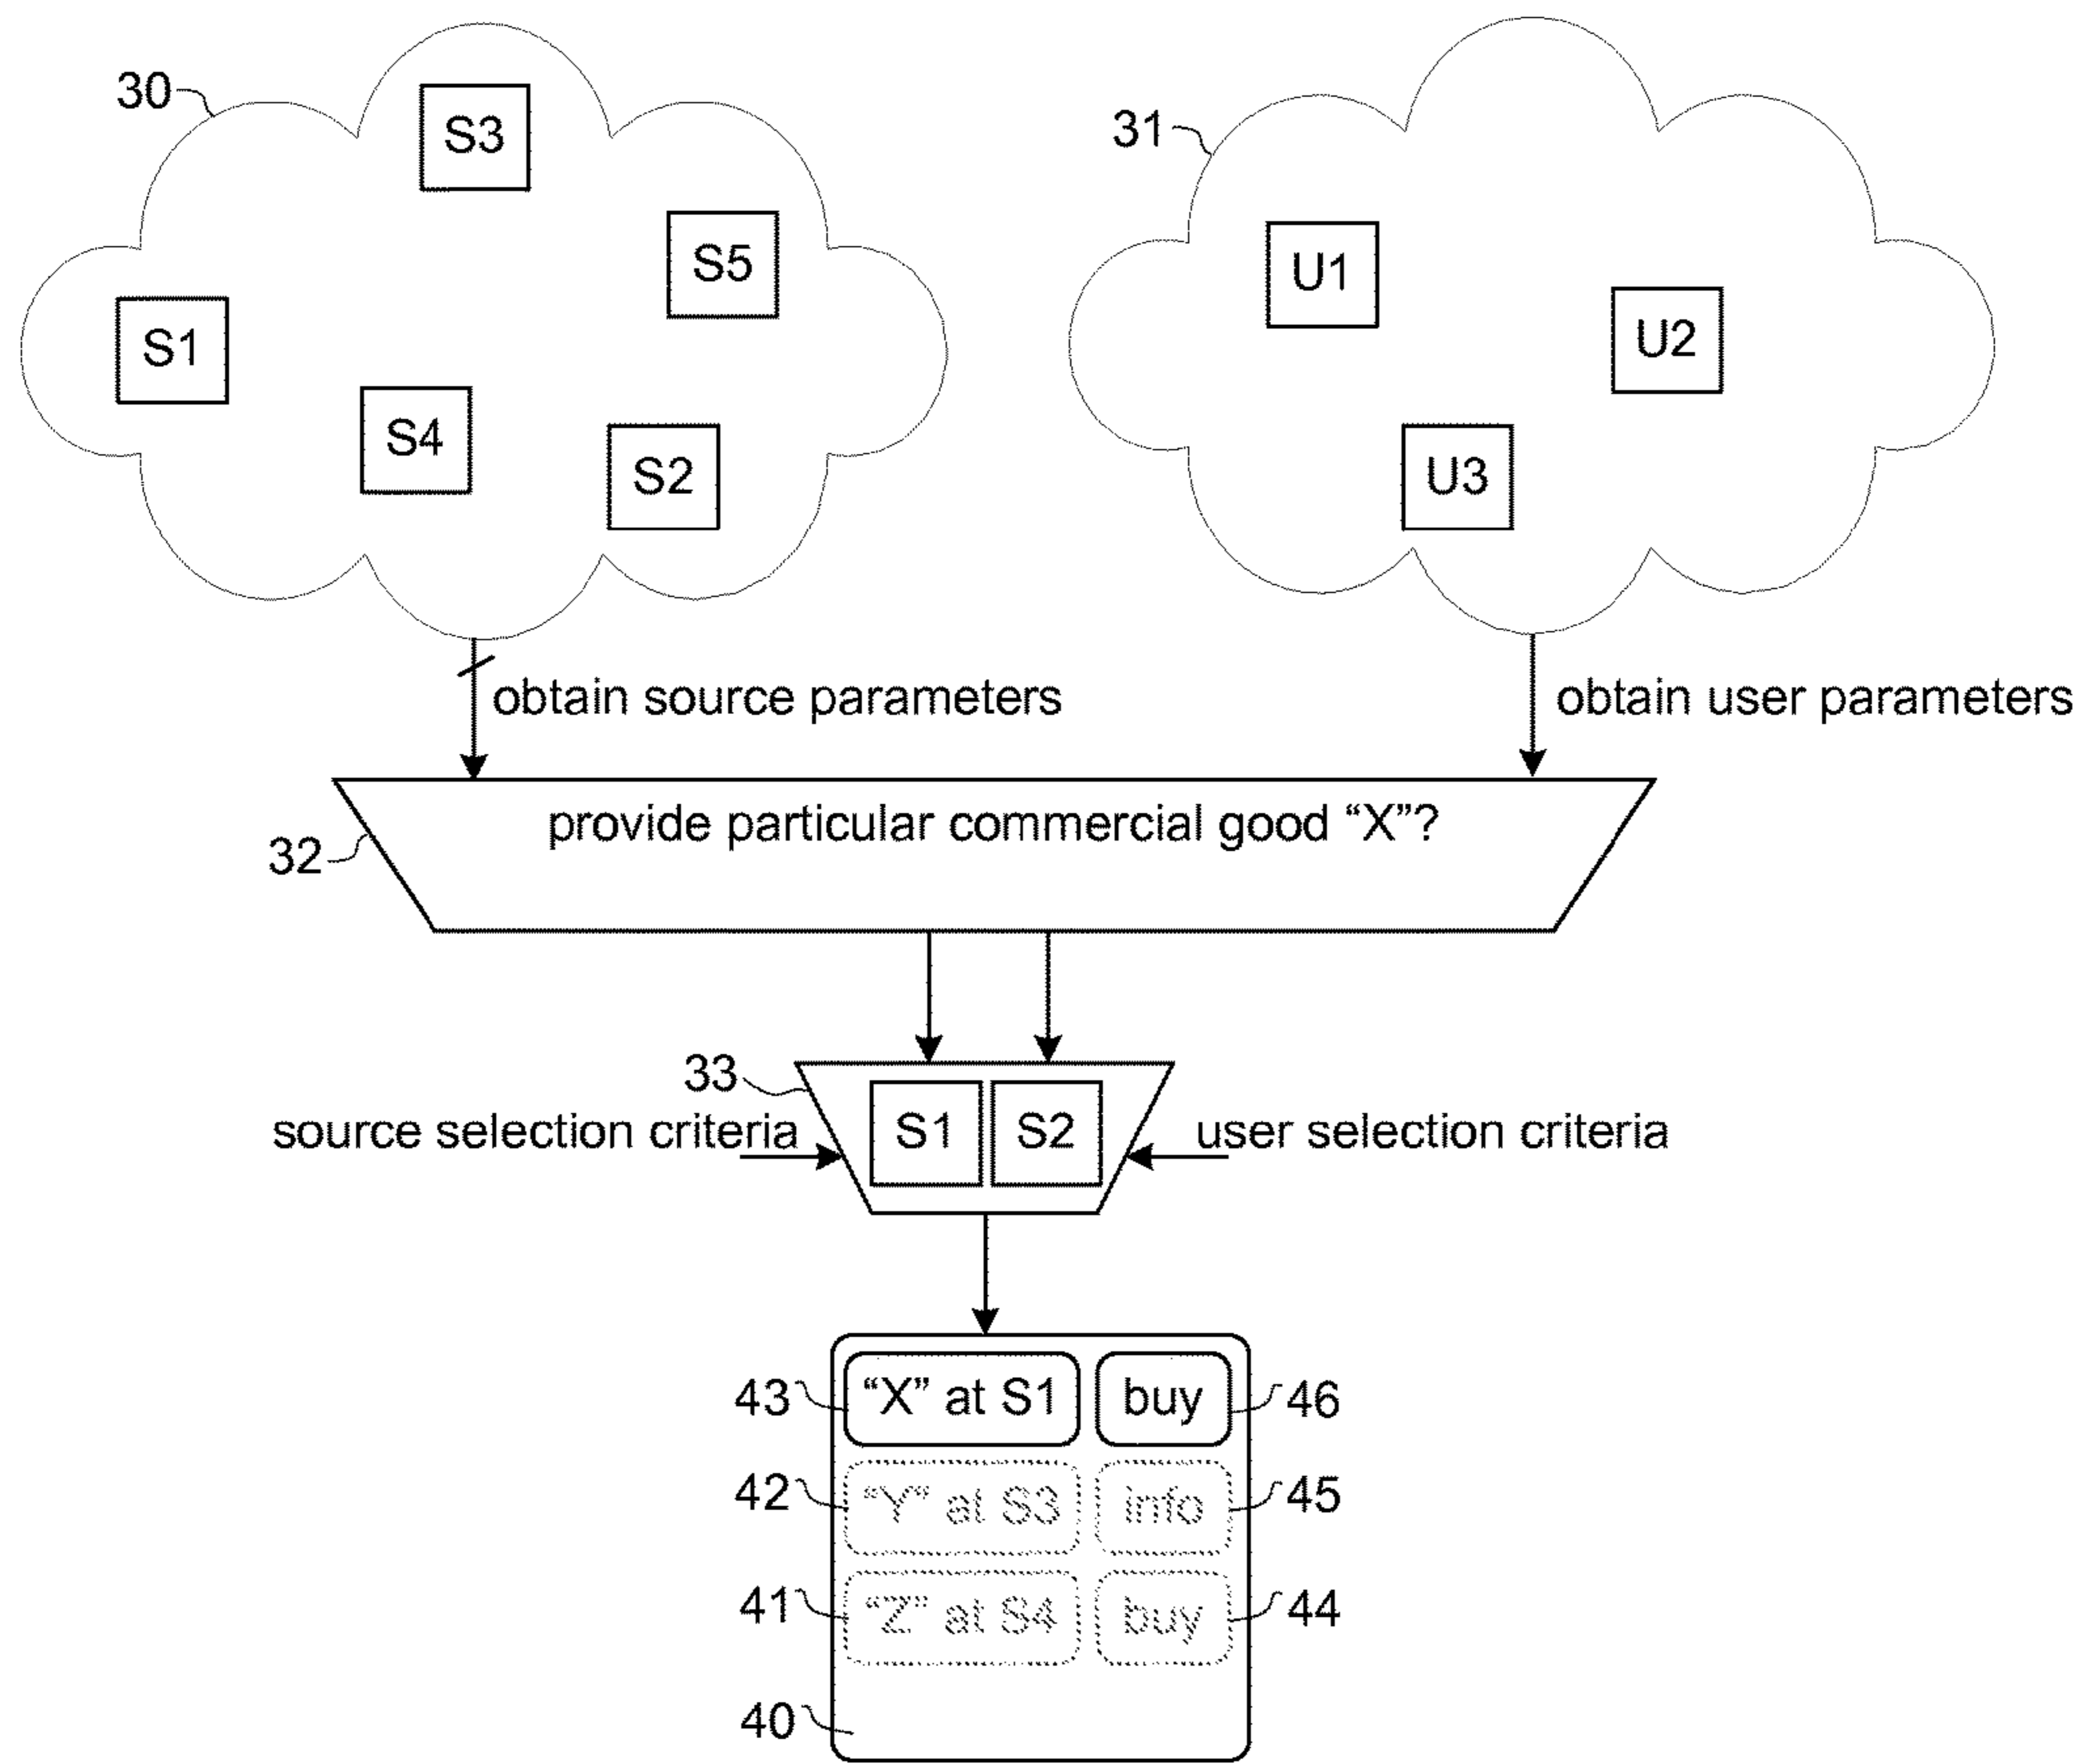 30
S3
31
S5
U1
S1
U2
S4
S2
U3
obtain source parameters
obtain user parameters
provide particular commercial good “X”?
32
33
S1 S2
source selection criteria
user selection criteria
43 “X” at S1 buy 46
42 “Y” at S3 info 45
41 “Z” at S4 buy 44
40